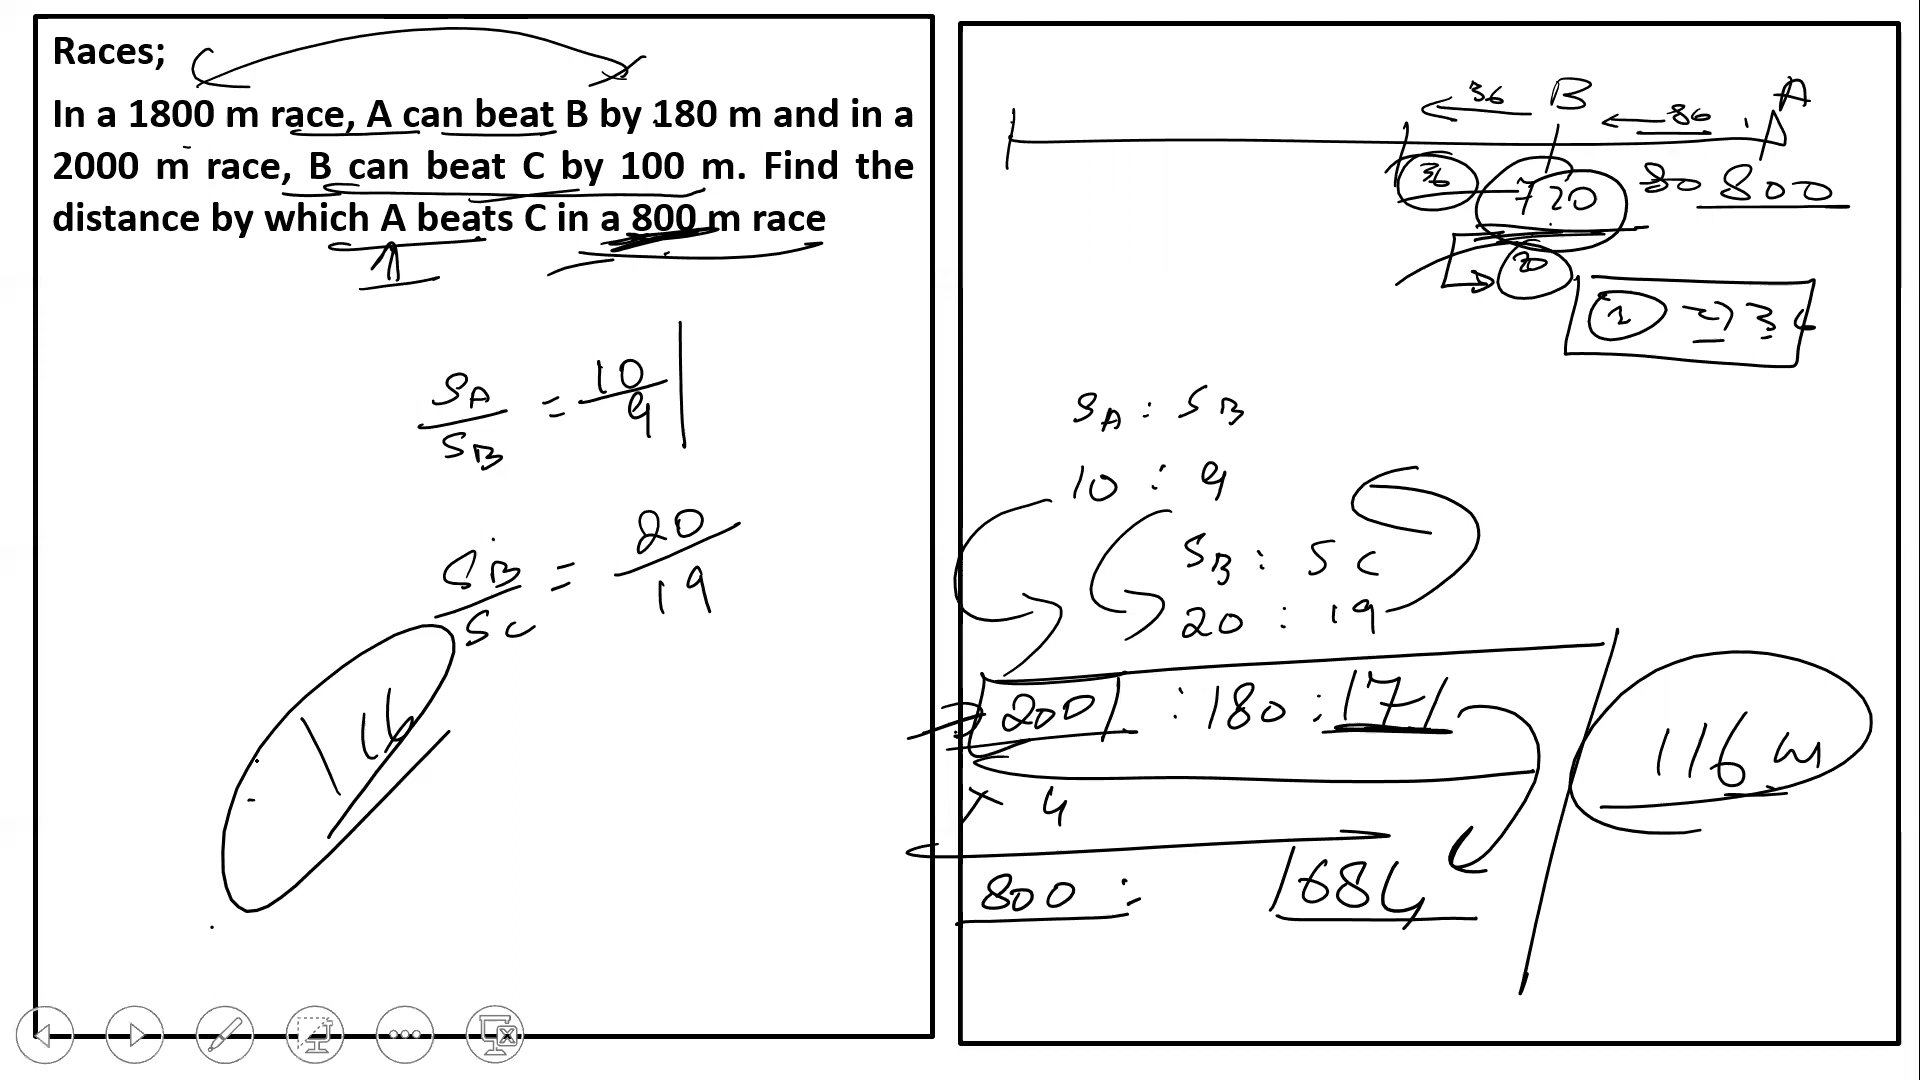 Races;
In a 1800 m race, A can beat B by 180 m and in a
2000 m race, B can beat C by 100 m. Find the
distance by which A beats C in a 800 m race
SA/SB = 10/9
SB/SC = 20/19
116
36 B 80 A
36 720 80 800
20
1 => 36
SA : SB
10 : 9
SB : SC
20 : 19
200 : 180 : 171
116 m
× 4
800 : 684